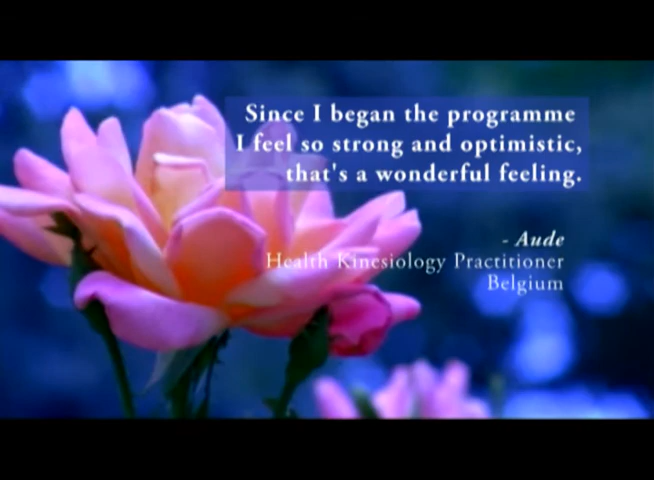 Since I began the programme
I feel so strong and optimistic,
that's a wonderful feeling.
- Aude
Health Kinesiology Practitioner
Belgium